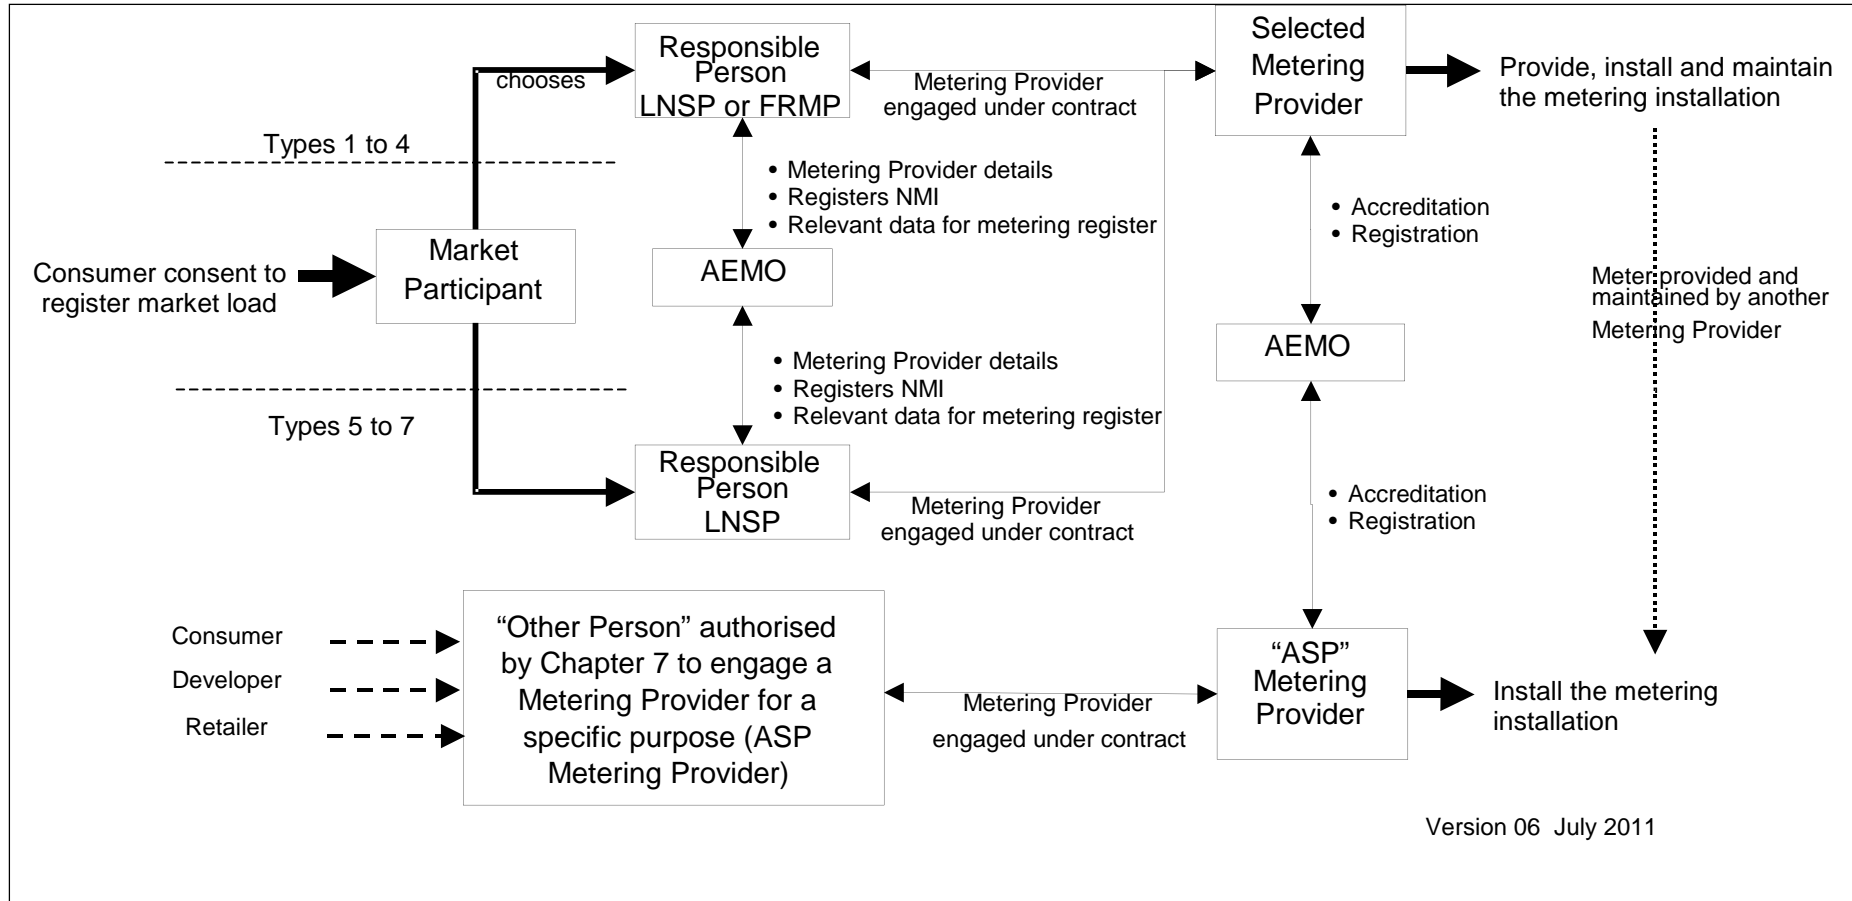 Responsible
Person
LNSP or FRMP
chooses
Metering Provider
engaged under contract
Selected
Metering
Provider
Provide, install and maintain
the metering installation
Types 1 to 4
• Metering Provider details
• Registers NMI
• Relevant data for metering register
• Accreditation
• Registration
Consumer consent to
register market load
Market
Participant
AEMO
Meter provided and
maintained by another
Metering Provider
AEMO
• Metering Provider details
• Registers NMI
• Relevant data for metering register
Types 5 to 7
Responsible
Person
LNSP
Metering Provider
engaged under contract
• Accreditation
• Registration
Consumer
Developer
Retailer
“Other Person” authorised
by Chapter 7 to engage a
Metering Provider for a
specific purpose (ASP
Metering Provider)
Metering Provider
engaged under contract
“ASP”
Metering
Provider
Install the metering
installation
Version 06 July 2011